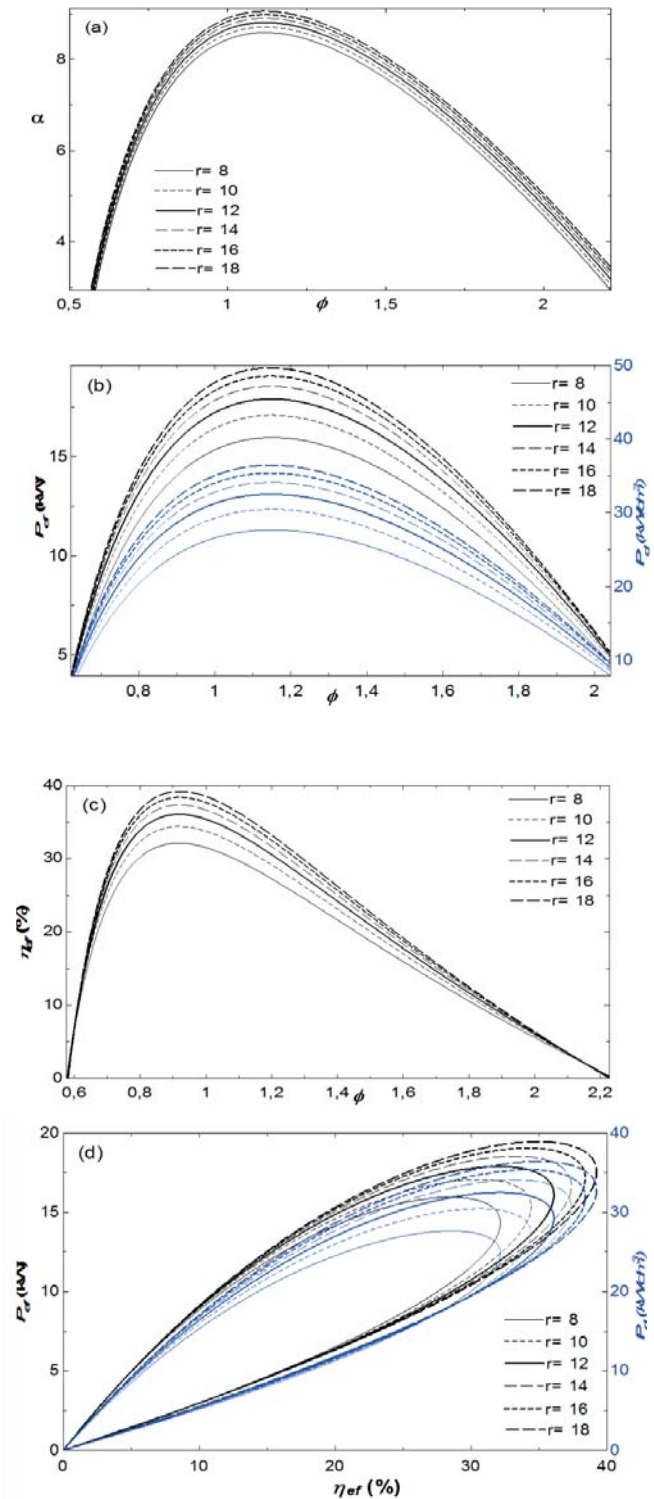 (a)
8
α
6
4
r= 8
r= 10
r= 12
r= 14
r= 16
r= 18
0,5 1 1,5 2
ϕ
(b)
15
10
5
50
40
30
20
10
r= 8
r= 10
r= 12
r= 14
r= 16
r= 18
0,8 1 1,2 1,4 1,6 1,8 2
ϕ
(c)
40
30
20
10
0
r= 8
r= 10
r= 12
r= 14
r= 16
r= 18
0,6 0,8 1 1,2 1,4 1,6 1,8 2 2,2
ϕ
(d)
20
15
10
5
0
40
30
20
10
0
r= 8
r= 10
r= 12
r= 14
r= 16
r= 18
0 10 20 30 40
η ef (%)